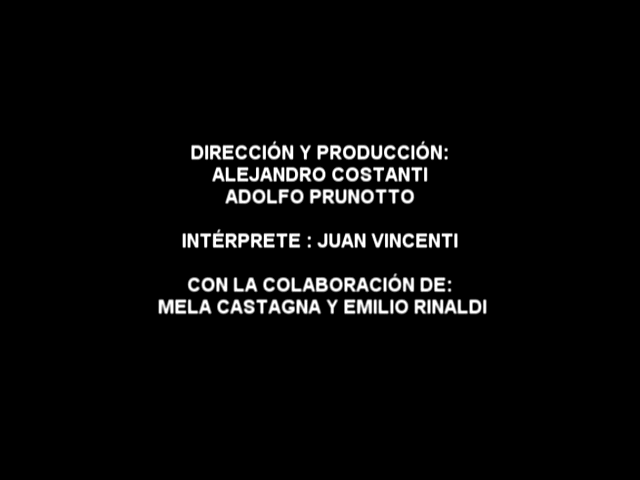 DIRECCIÓN Y PRODUCCIÓN:
ALEJANDRO COSTANTI
ADOLFO PRUNOTTO
INTÉRPRETE : JUAN VINCENTI
CON LA COLABORACIÓN DE:
MELA CASTAGNA Y EMILIO RINALDI